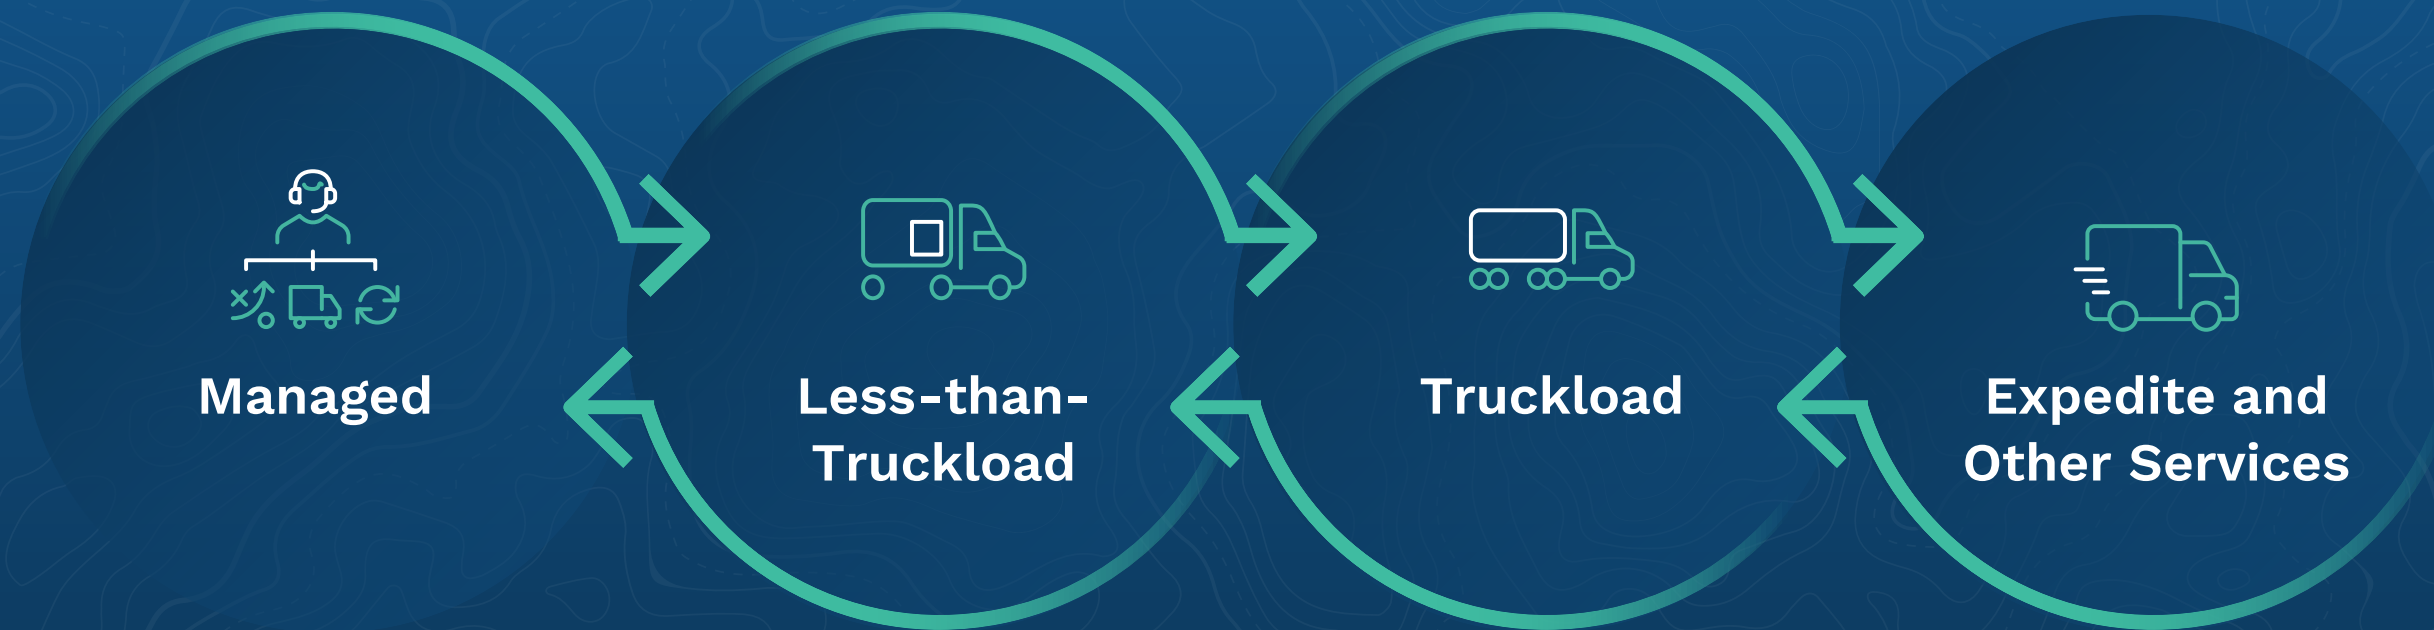 Managed
Less-than-
Truckload
Truckload
Expedite and
Other Services